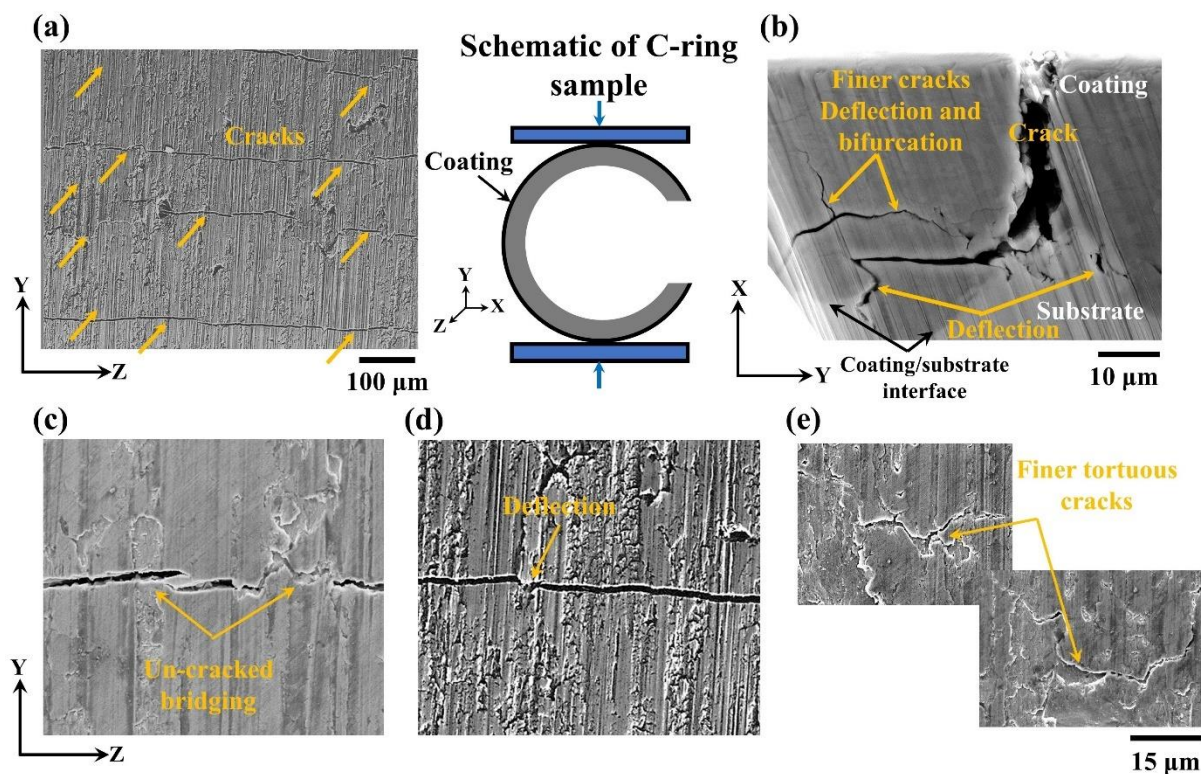 (a)
Cracks
Y
Z
100 μm
Schematic of C-ring
sample
Coating
Y
X
Z
(b)
Finer cracks
Deflection and
bifurcation
Coating
Crack
Substrate
Deflection
X
Y
Coating/substrate
interface
10 μm
(c)
Un-cracked
bridging
Y
Z
(d)
Deflection
(e)
Finer tortuous
cracks
15 μm